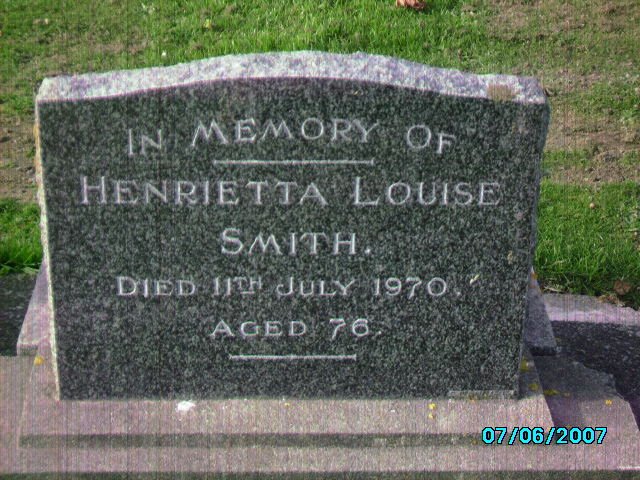 IN MEMORY OF
HENRIETTA LOUISE
SMITH.
DIED 11TH JULY 1970.
AGED 76.
07/06/2007